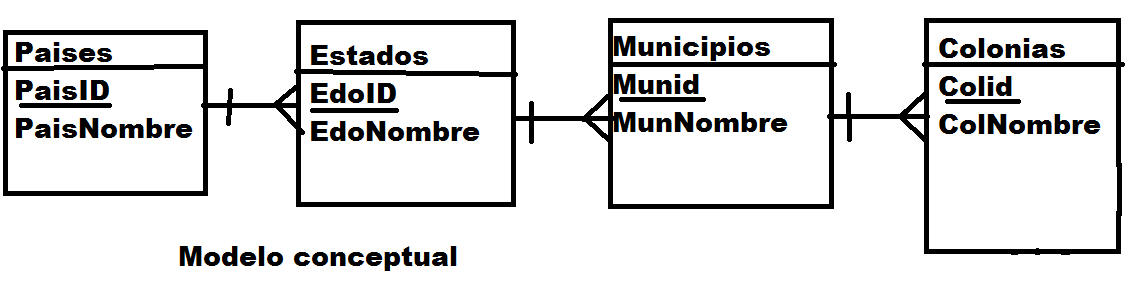 Paises
PaisID
PaisNombre
Estados
EdoID
EdoNombre
Municipios
Munid
MunNombre
Colonias
Colid
ColNombre
Modelo conceptual